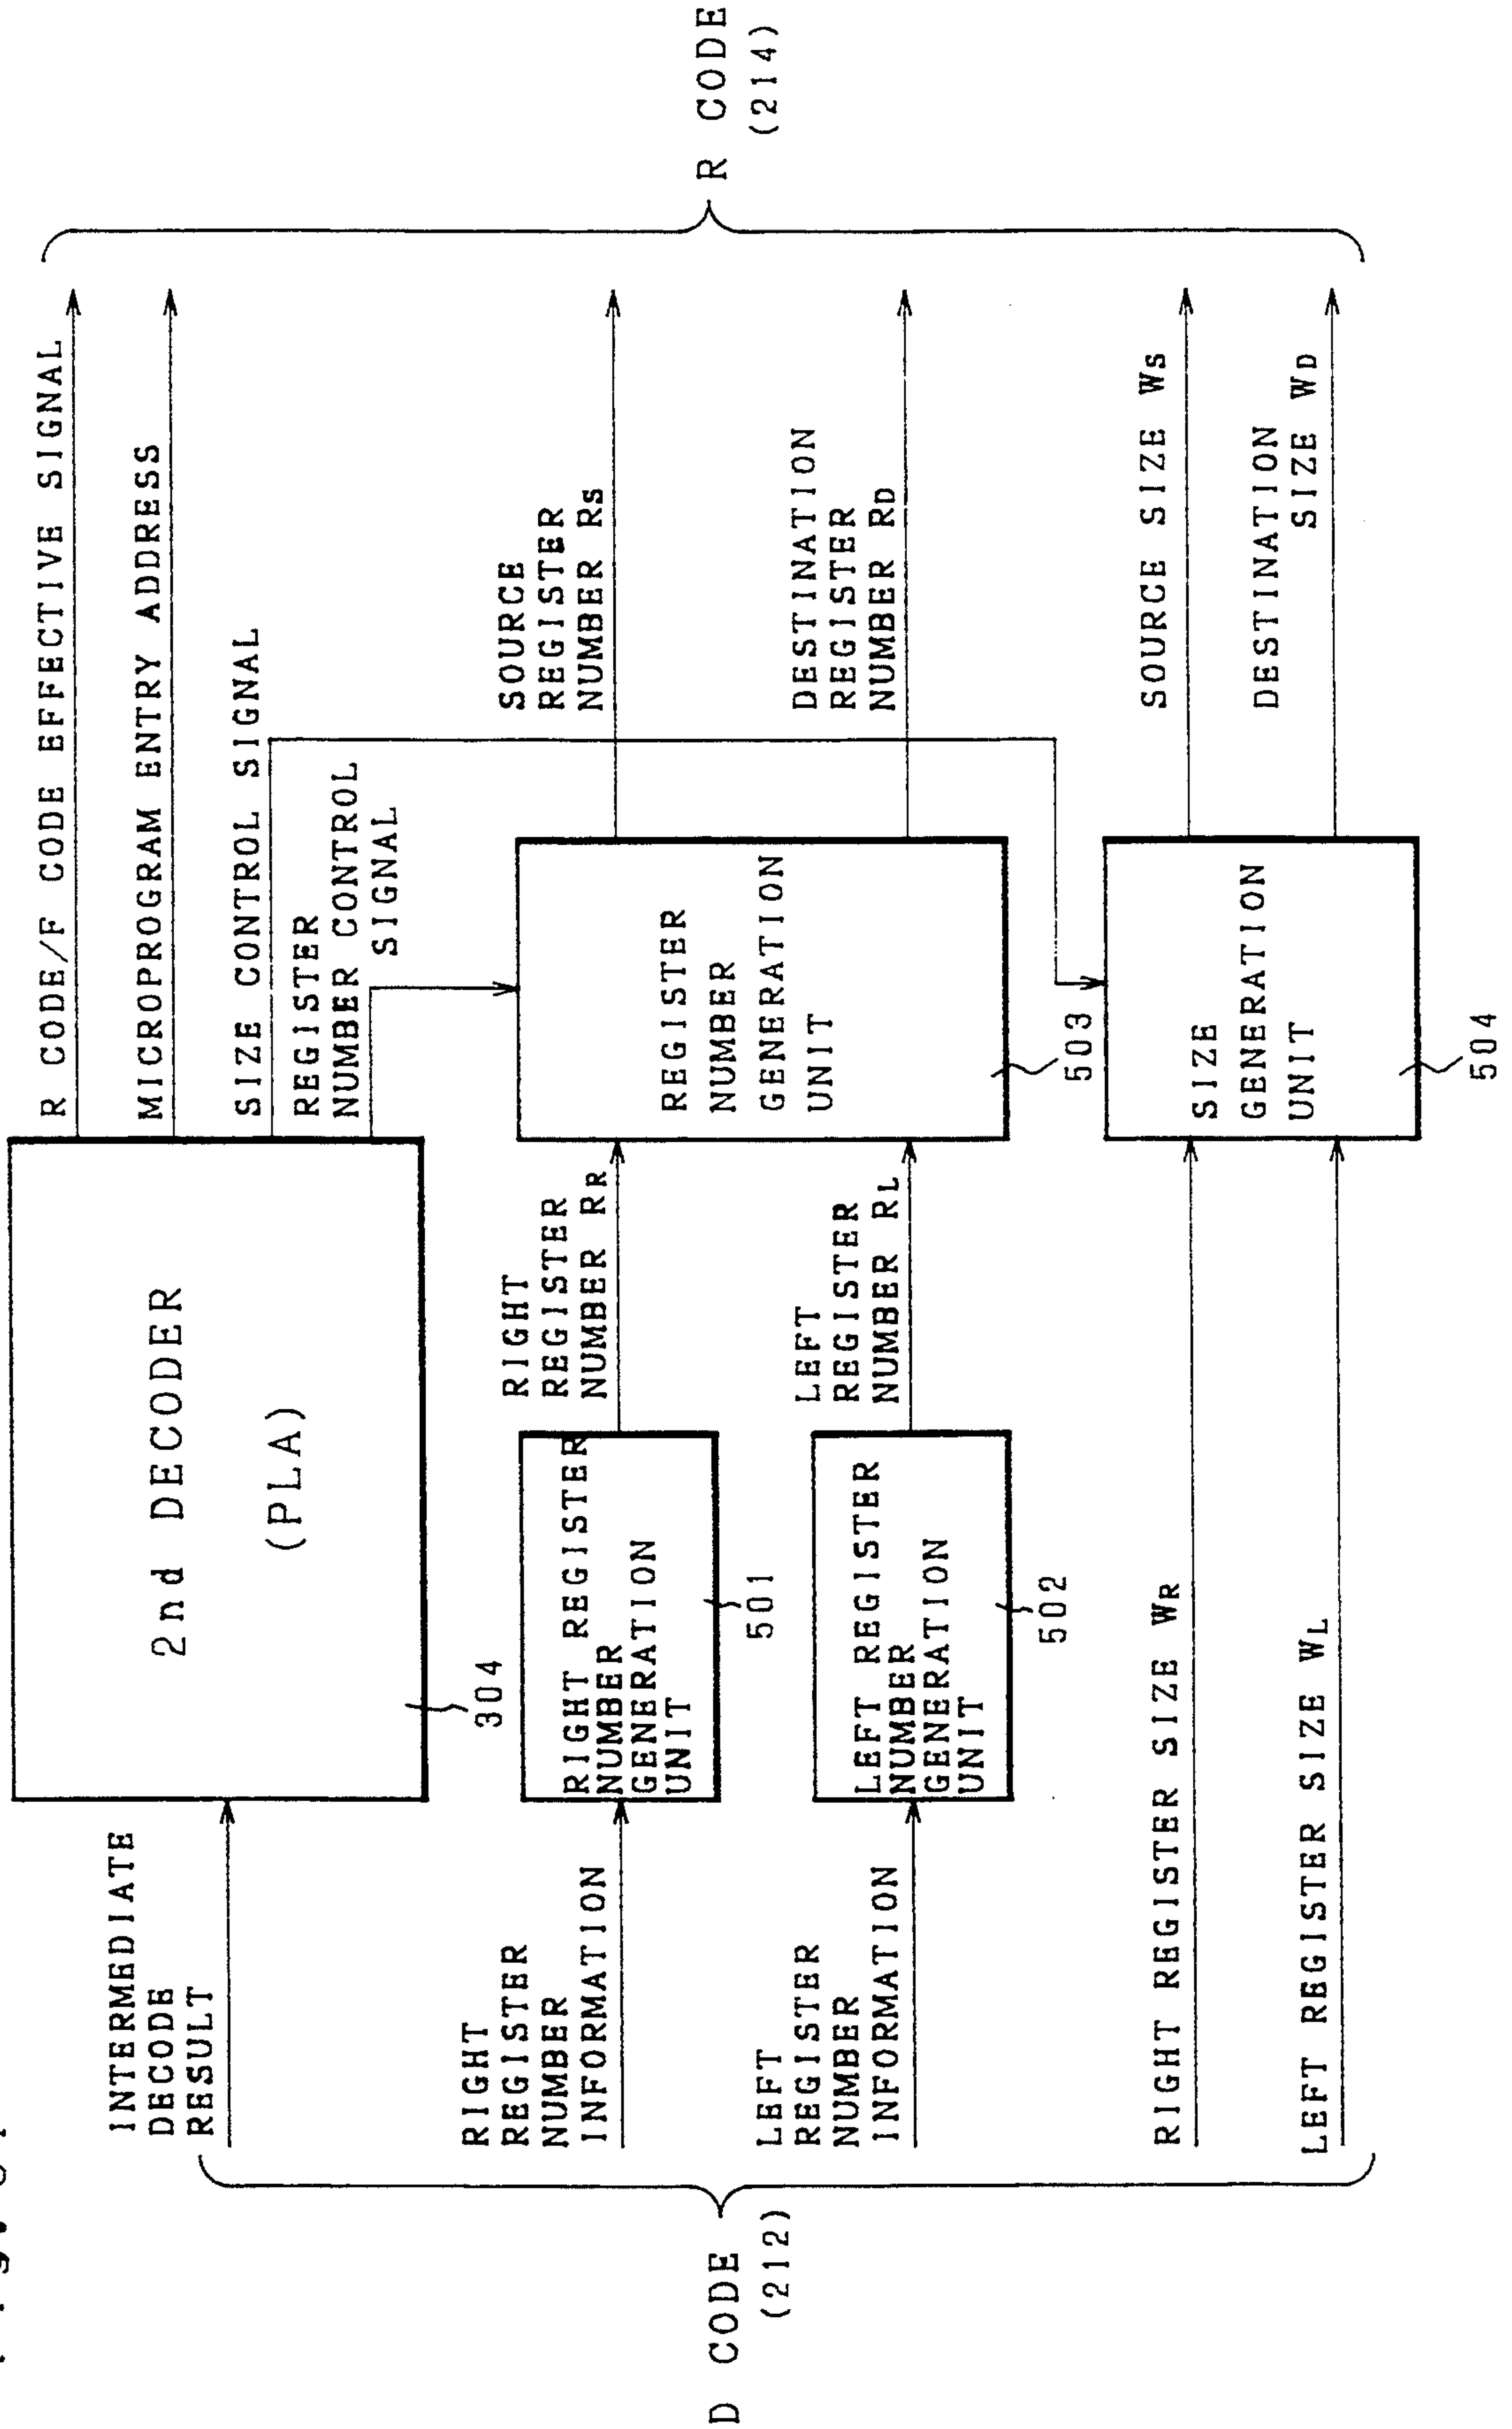 D CODE
(212)
INTERMEDIATE
DECODE
RESULT
RIGHT
REGISTER
NUMBER
INFORMATION
LEFT
REGISTER
NUMBER
INFORMATION
RIGHT REGISTER SIZE WR
LEFT REGISTER SIZE WL
2nd DECODER
(PLA)
304
RIGHT REGISTER
NUMBER
GENERATION
UNIT
501
LEFT REGISTER
NUMBER
GENERATION
UNIT
502
RIGHT
REGISTER
NUMBER RR
LEFT
REGISTER
NUMBER RL
R CODE/F CODE EFFECTIVE SIGNAL
MICROPROGRAM ENTRY ADDRESS
SIZE CONTROL SIGNAL
REGISTER
NUMBER CONTROL
SIGNAL
REGISTER
NUMBER
GENERATION
UNIT
503
SIZE
GENERATION
UNIT
504
SOURCE
REGISTER
NUMBER RS
DESTINATION
REGISTER
NUMBER RD
SOURCE SIZE WS
DESTINATION
SIZE WD
R CODE
(214)